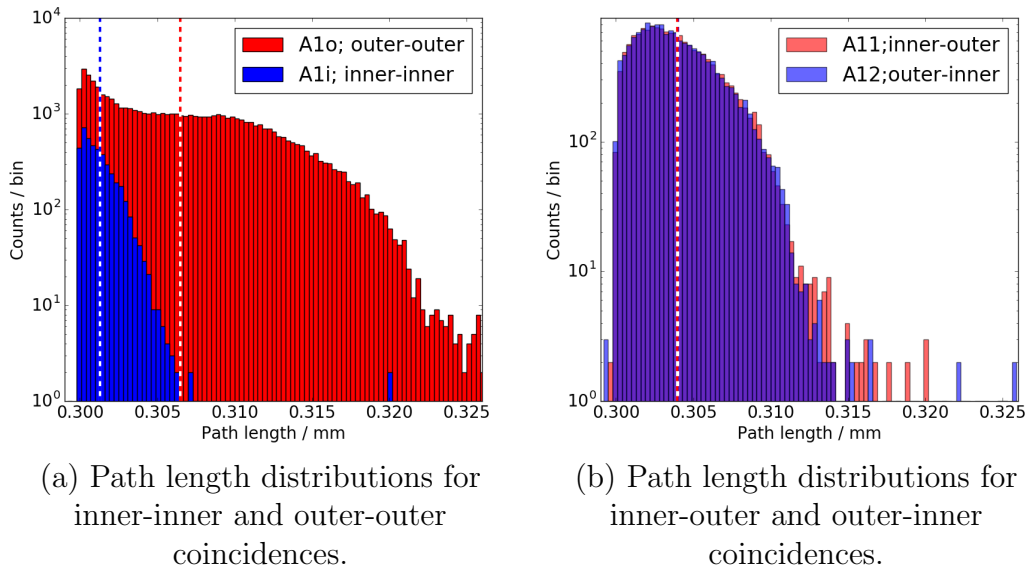 10^4
10^3
10^2
10^1
10^0
Counts / bin
A1o; outer-outer
A1i; inner-inner
0.300 0.305 0.310 0.315 0.320 0.325
Path length / mm
(a) Path length distributions for
inner-inner and outer-outer
coincidences.
10^2
10^1
10^0
Counts / bin
A11;inner-outer
A12;outer-inner
0.300 0.305 0.310 0.315 0.320 0.325
Path length / mm
(b) Path length distributions for
inner-outer and outer-inner
coincidences.